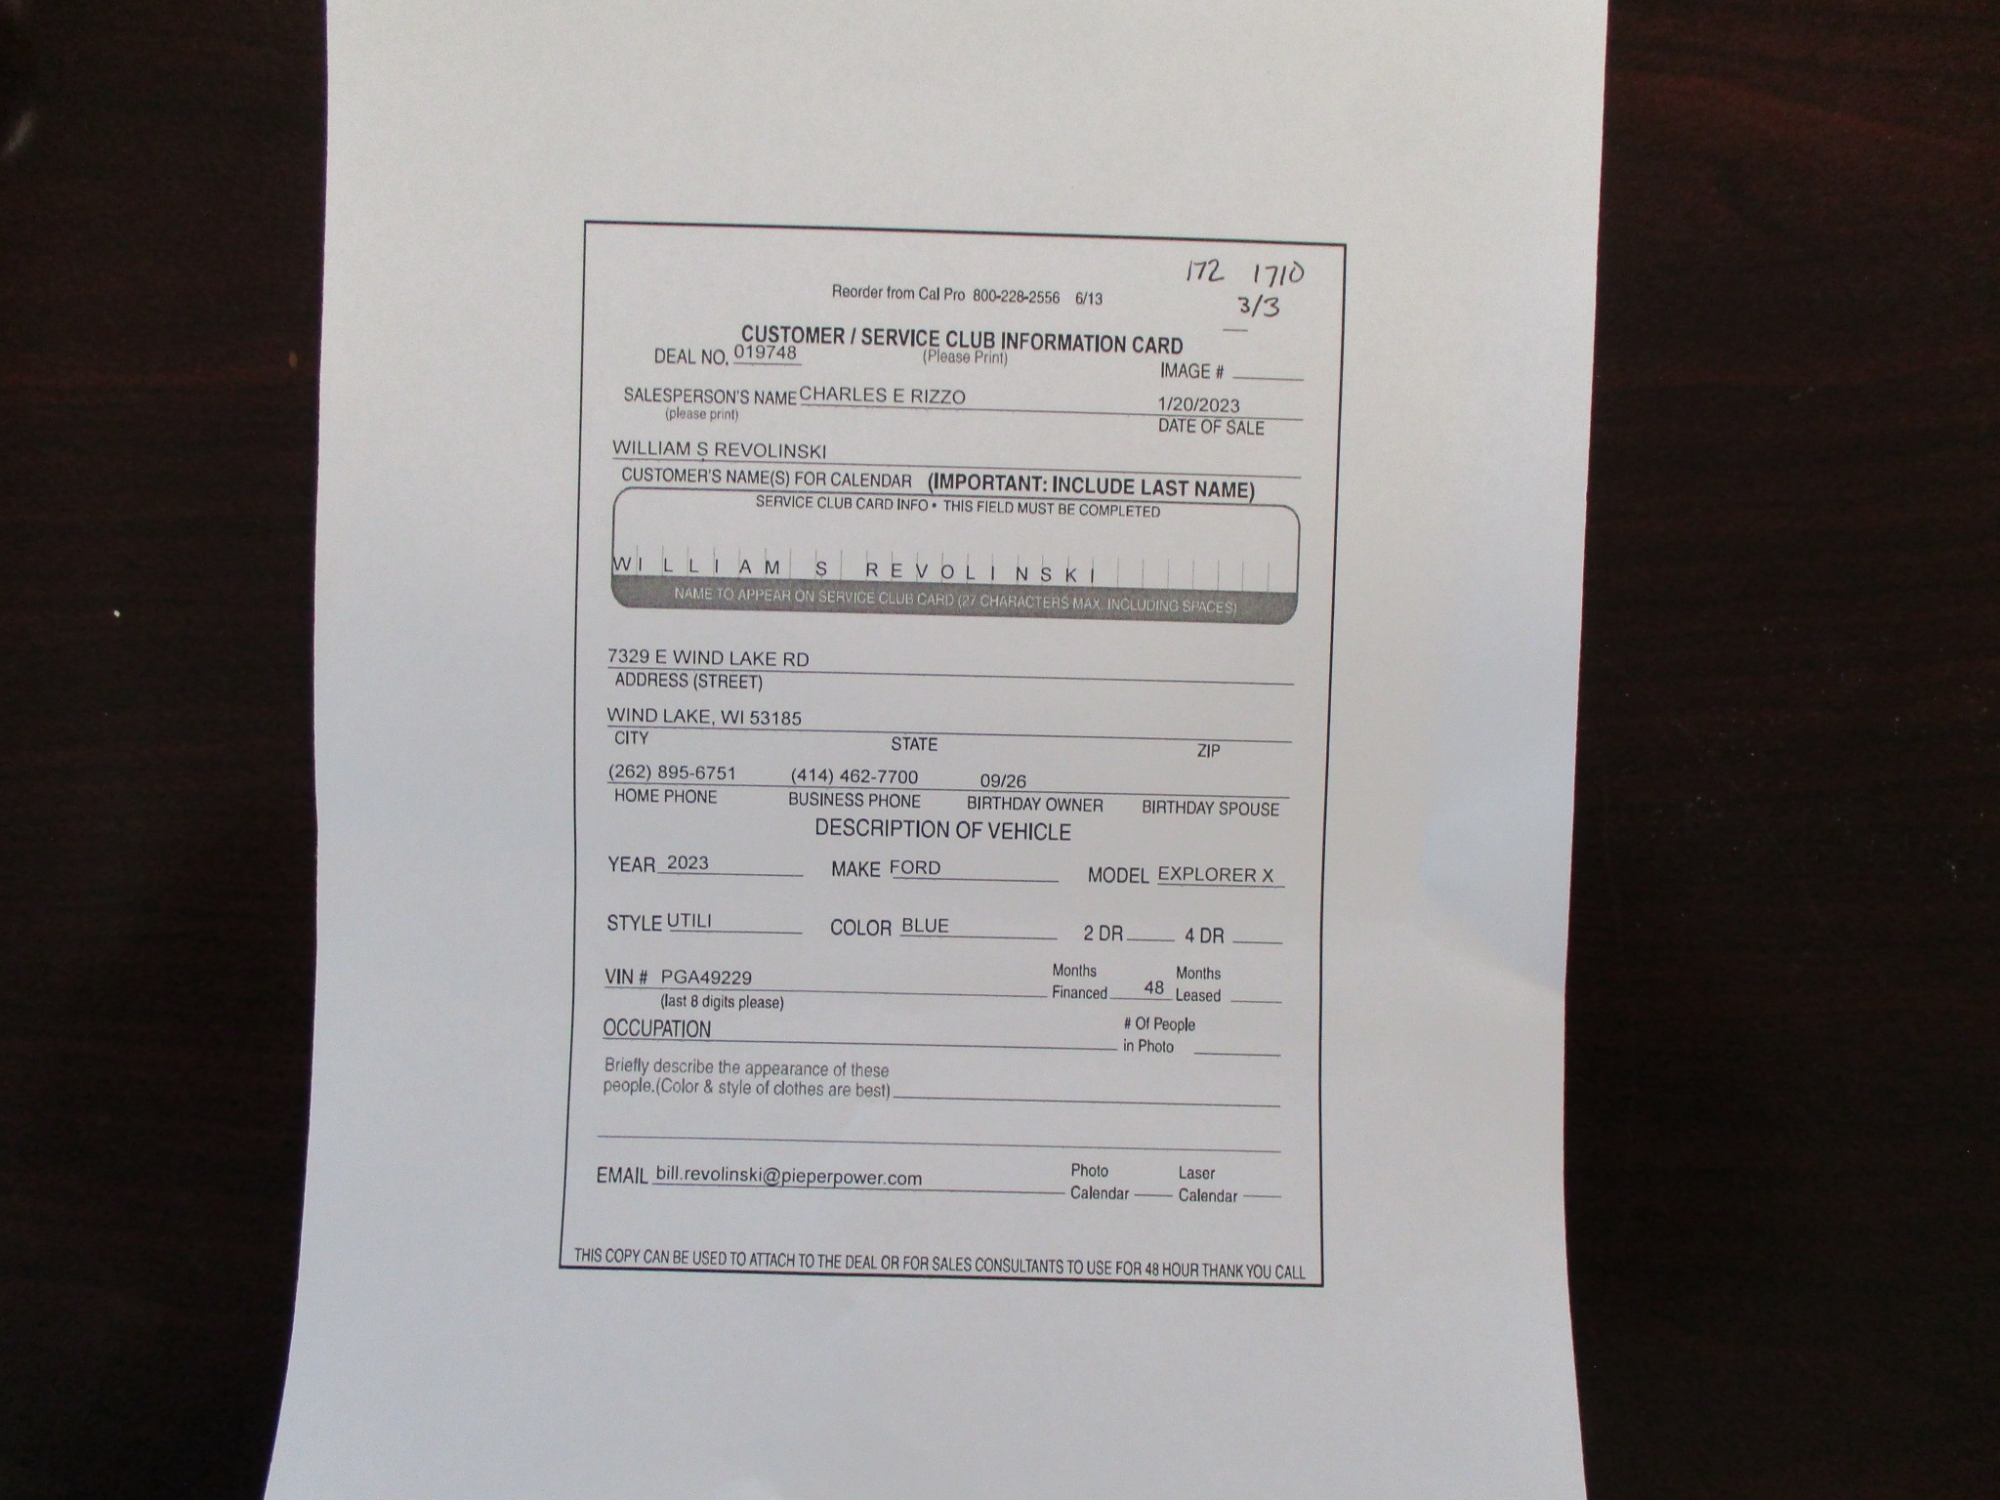 172 1710
3/3
Reorder from Cal Pro 800-228-2556 6/13
CUSTOMER / SERVICE CLUB INFORMATION CARD
DEAL NO. 019748 (Please Print)
IMAGE #
SALESPERSON'S NAME CHARLES E RIZZO 1/20/2023
(please print) DATE OF SALE
WILLIAM S REVOLINSKI
CUSTOMER'S NAME(S) FOR CALENDAR (IMPORTANT: INCLUDE LAST NAME)
SERVICE CLUB CARD INFO • THIS FIELD MUST BE COMPLETED
WILLIAM S REVOLINSKI
NAME TO APPEAR ON SERVICE CLUB CARD (27 CHARACTERS MAX. INCLUDING SPACES)
7329 E WIND LAKE RD
ADDRESS (STREET)
WIND LAKE, WI 53185
CITY STATE ZIP
(262) 895-6751 (414) 462-7700 09/26
HOME PHONE BUSINESS PHONE BIRTHDAY OWNER BIRTHDAY SPOUSE
DESCRIPTION OF VEHICLE
YEAR 2023 MAKE FORD MODEL EXPLORER X
STYLE UTILI COLOR BLUE 2 DR 4 DR
VIN # PGA49229 Months Financed 48 Months Leased
(last 8 digits please)
OCCUPATION # Of People in Photo
Briefly describe the appearance of these
people.(Color & style of clothes are best)
EMAIL bill.revolinski@pieperpower.com Photo Calendar Laser Calendar
THIS COPY CAN BE USED TO ATTACH TO THE DEAL OR FOR SALES CONSULTANTS TO USE FOR 48 HOUR THANK YOU CALL